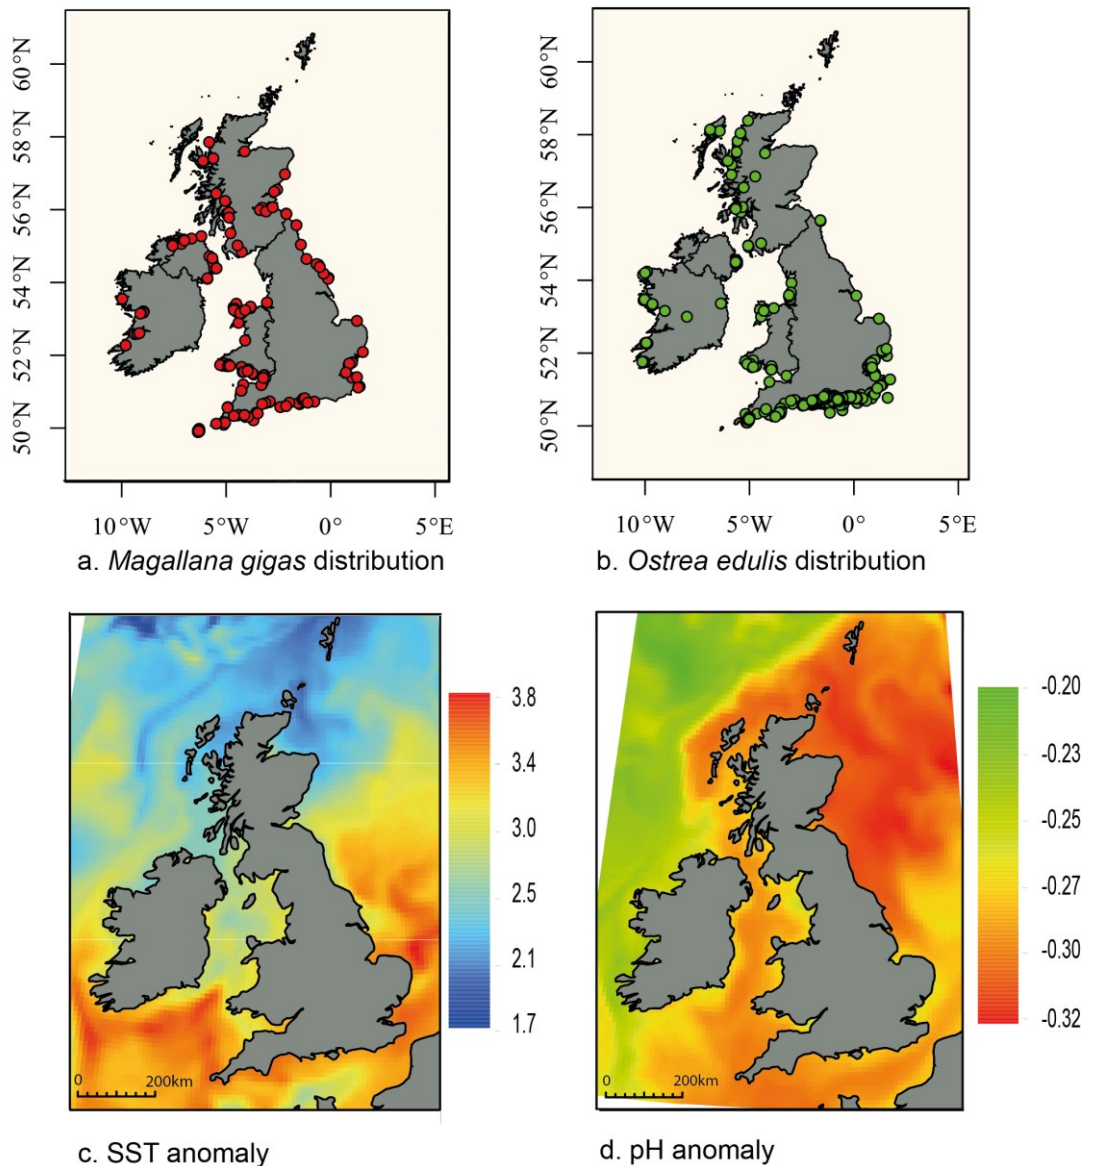 60°N
58°N
56°N
54°N
52°N
50°N
10°W 5°W 0° 5°E
a. Magallana gigas distribution
60°N
58°N
56°N
54°N
52°N
50°N
10°W 5°W 0° 5°E
b. Ostrea edulis distribution
3.8
3.4
3.0
2.5
2.1
1.7
0 200km
c. SST anomaly
-0.20
-0.23
-0.25
-0.27
-0.30
-0.32
0 200km
d. pH anomaly